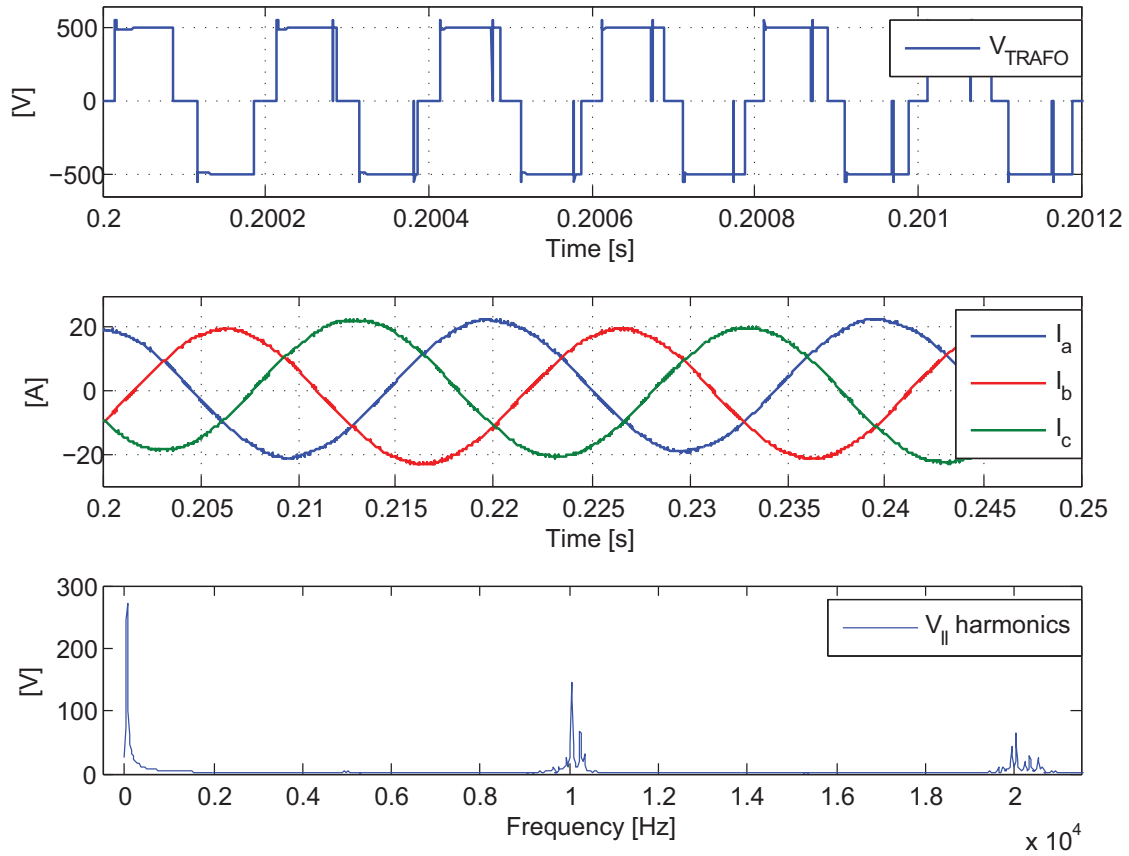 500
0
−500
[V]
V_TRAFO
0.2 0.2002 0.2004 0.2006 0.2008 0.201 0.2012
Time [s]
20
0
−20
[A]
I_a
I_b
I_c
0.2 0.205 0.21 0.215 0.22 0.225 0.23 0.235 0.24 0.245 0.25
Time [s]
300
200
100
0
[V]
V_ll harmonics
0 0.2 0.4 0.6 0.8 1 1.2 1.4 1.6 1.8 2
Frequency [Hz]
x 10^4